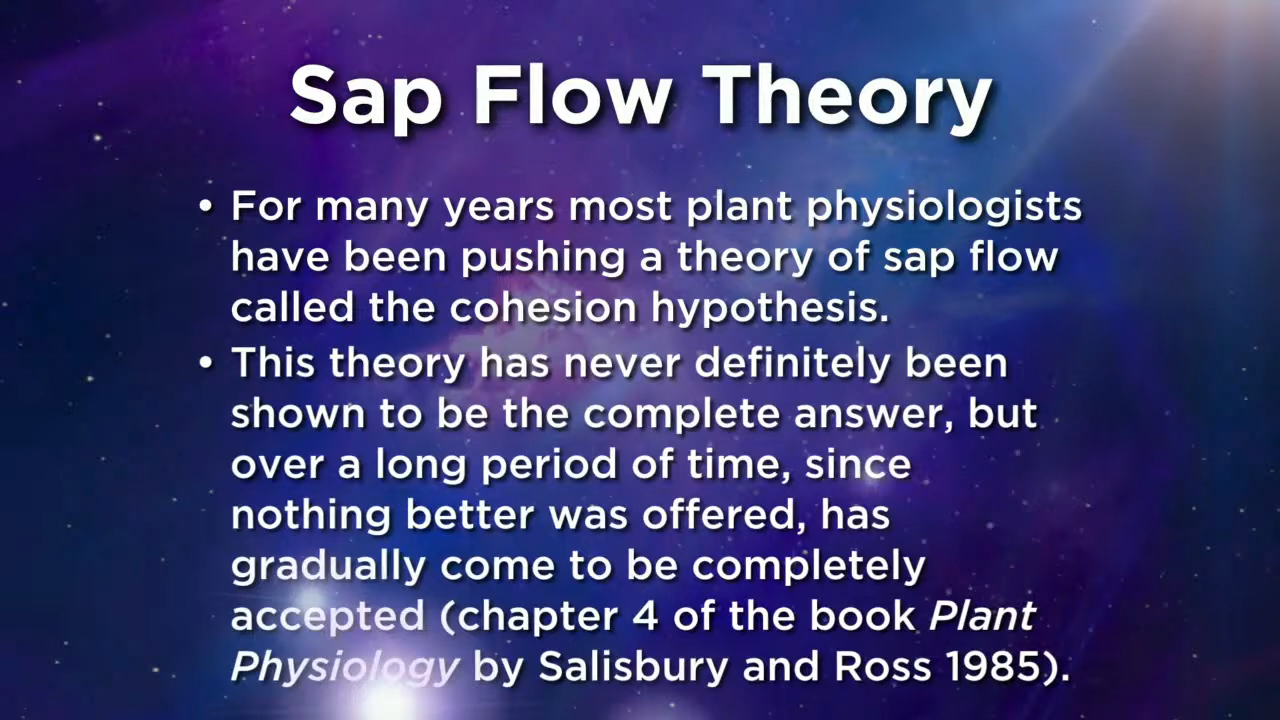 Sap Flow Theory
• For many years most plant physiologists
have been pushing a theory of sap flow
called the cohesion hypothesis.
• This theory has never definitely been
shown to be the complete answer, but
over a long period of time, since
nothing better was offered, has
gradually come to be completely
accepted (chapter 4 of the book Plant
Physiology by Salisbury and Ross 1985).